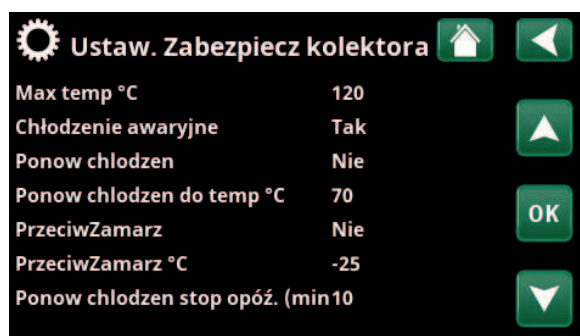 Ustaw. Zabezpiecz kolektora
Max temp °C 120
Chłodzenie awaryjne Tak
Ponow chlodzen Nie
Ponow chlodzen do temp °C 70
PrzeciwZamarz Nie
PrzeciwZamarz °C -25
Ponow chlodzen stop opóź. (min10
OK